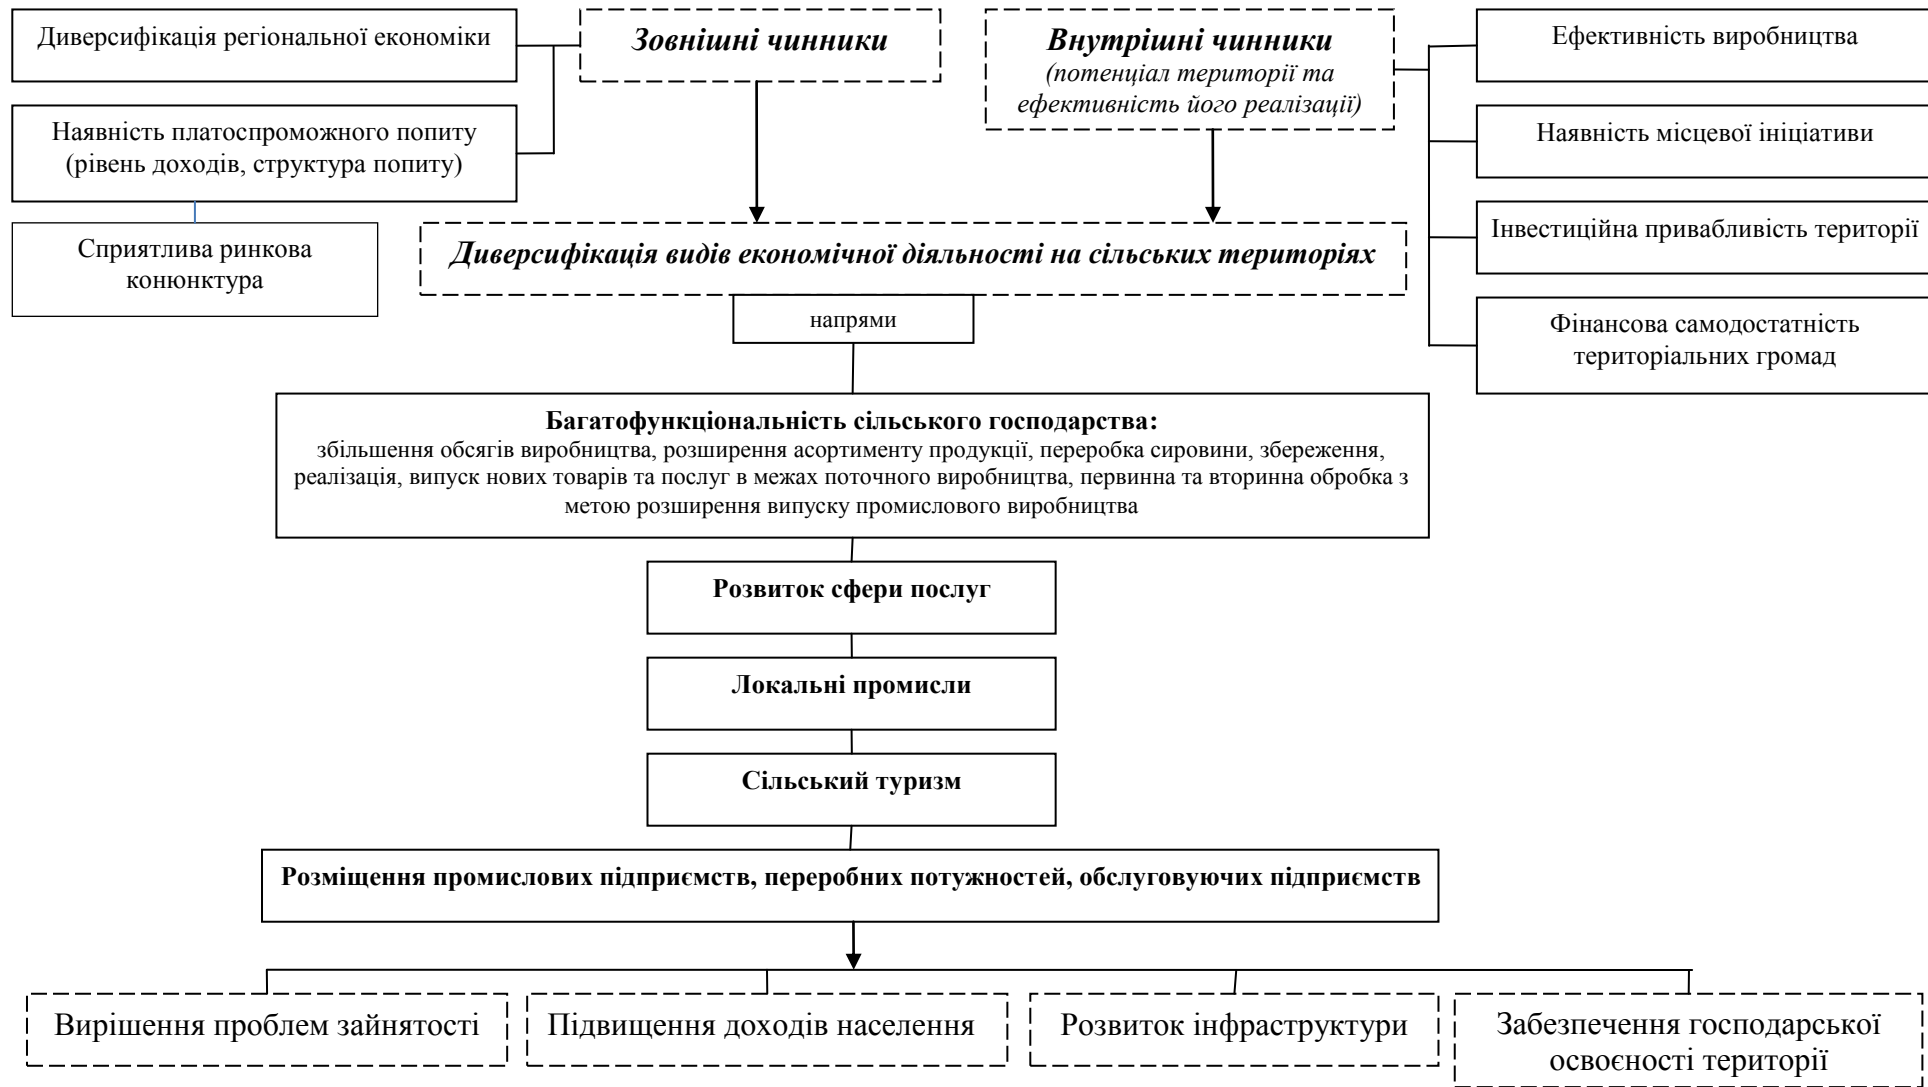 Диверсифікація регіональної економіки
Зовнішні чинники
Внутрішні чинники
(потенціал території та
ефективність його реалізації)
Ефективність виробництва
Наявність платоспроможного попиту
(рівень доходів, структура попиту)
Наявність місцевої ініціативи
Сприятлива ринкова
конюнктура
Диверсифікація видів економічної діяльності на сільських територіях
Інвестиційна привабливість території
напрями
Фінансова самодостатність
територіальних громад
Багатофункціональність сільського господарства:
збільшення обсягів виробництва, розширення асортименту продукції, переробка сировини, збереження,
реалізація, випуск нових товарів та послуг в межах поточного виробництва, первинна та вторинна обробка з
метою розширення випуску промислового виробництва
Розвиток сфери послуг
Локальні промисли
Сільський туризм
Розміщення промислових підприємств, переробних потужностей, обслуговуючих підприємств
Вирішення проблем зайнятості
Підвищення доходів населення
Розвиток інфраструктури
Забезпечення господарської
освоєності території